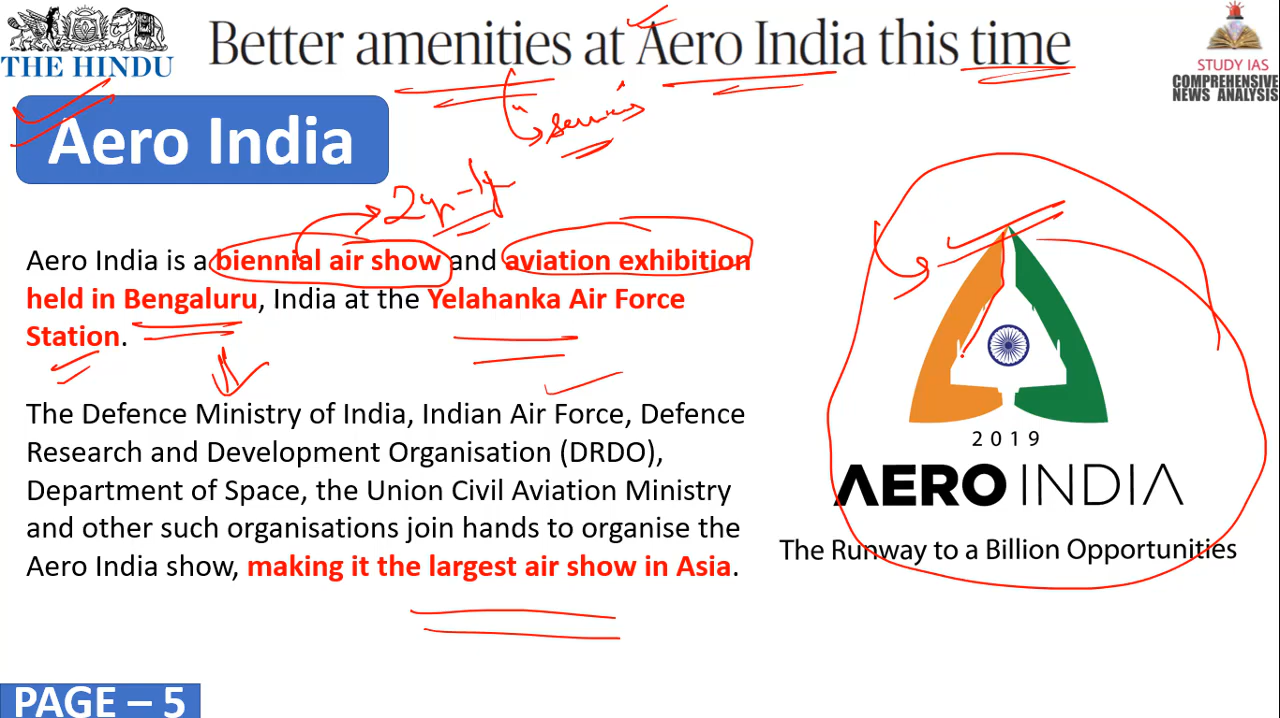 THE HINDU
Better amenities at Aero India this time
STUDY IAS
COMPREHENSIVE
NEWS ANALYSIS
services
Aero India
2yr - 1
Aero India is a biennial air show and aviation exhibition
held in Bengaluru, India at the Yelahanka Air Force
Station.
The Defence Ministry of India, Indian Air Force, Defence
Research and Development Organisation (DRDO),
Department of Space, the Union Civil Aviation Ministry
and other such organisations join hands to organise the
Aero India show, making it the largest air show in Asia.
2019
AERO INDIA
The Runway to a Billion Opportunities
PAGE – 5